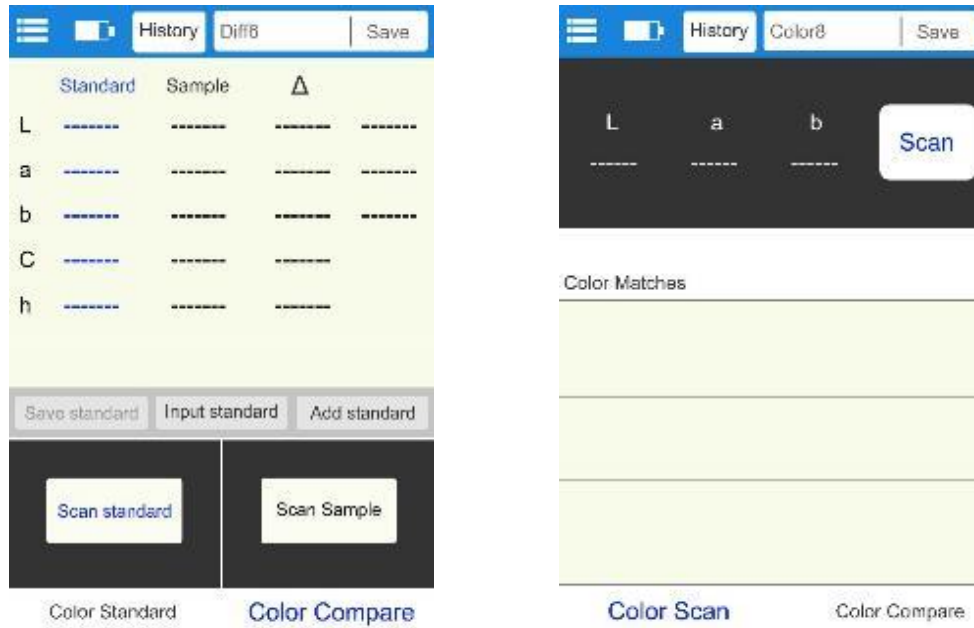 History Diff8 Save
Standard Sample Δ
L ------- ------- ------- -------
a ------- ------- ------- -------
b ------- ------- ------- -------
C ------- ------- -------
h ------- ------- -------
Save standard Input standard Add standard
Scan standard Scan Sample
Color Standard Color Compare
History Color8 Save
L a b
------ ------ ------
Scan
Color Matches
Color Scan Color Compare